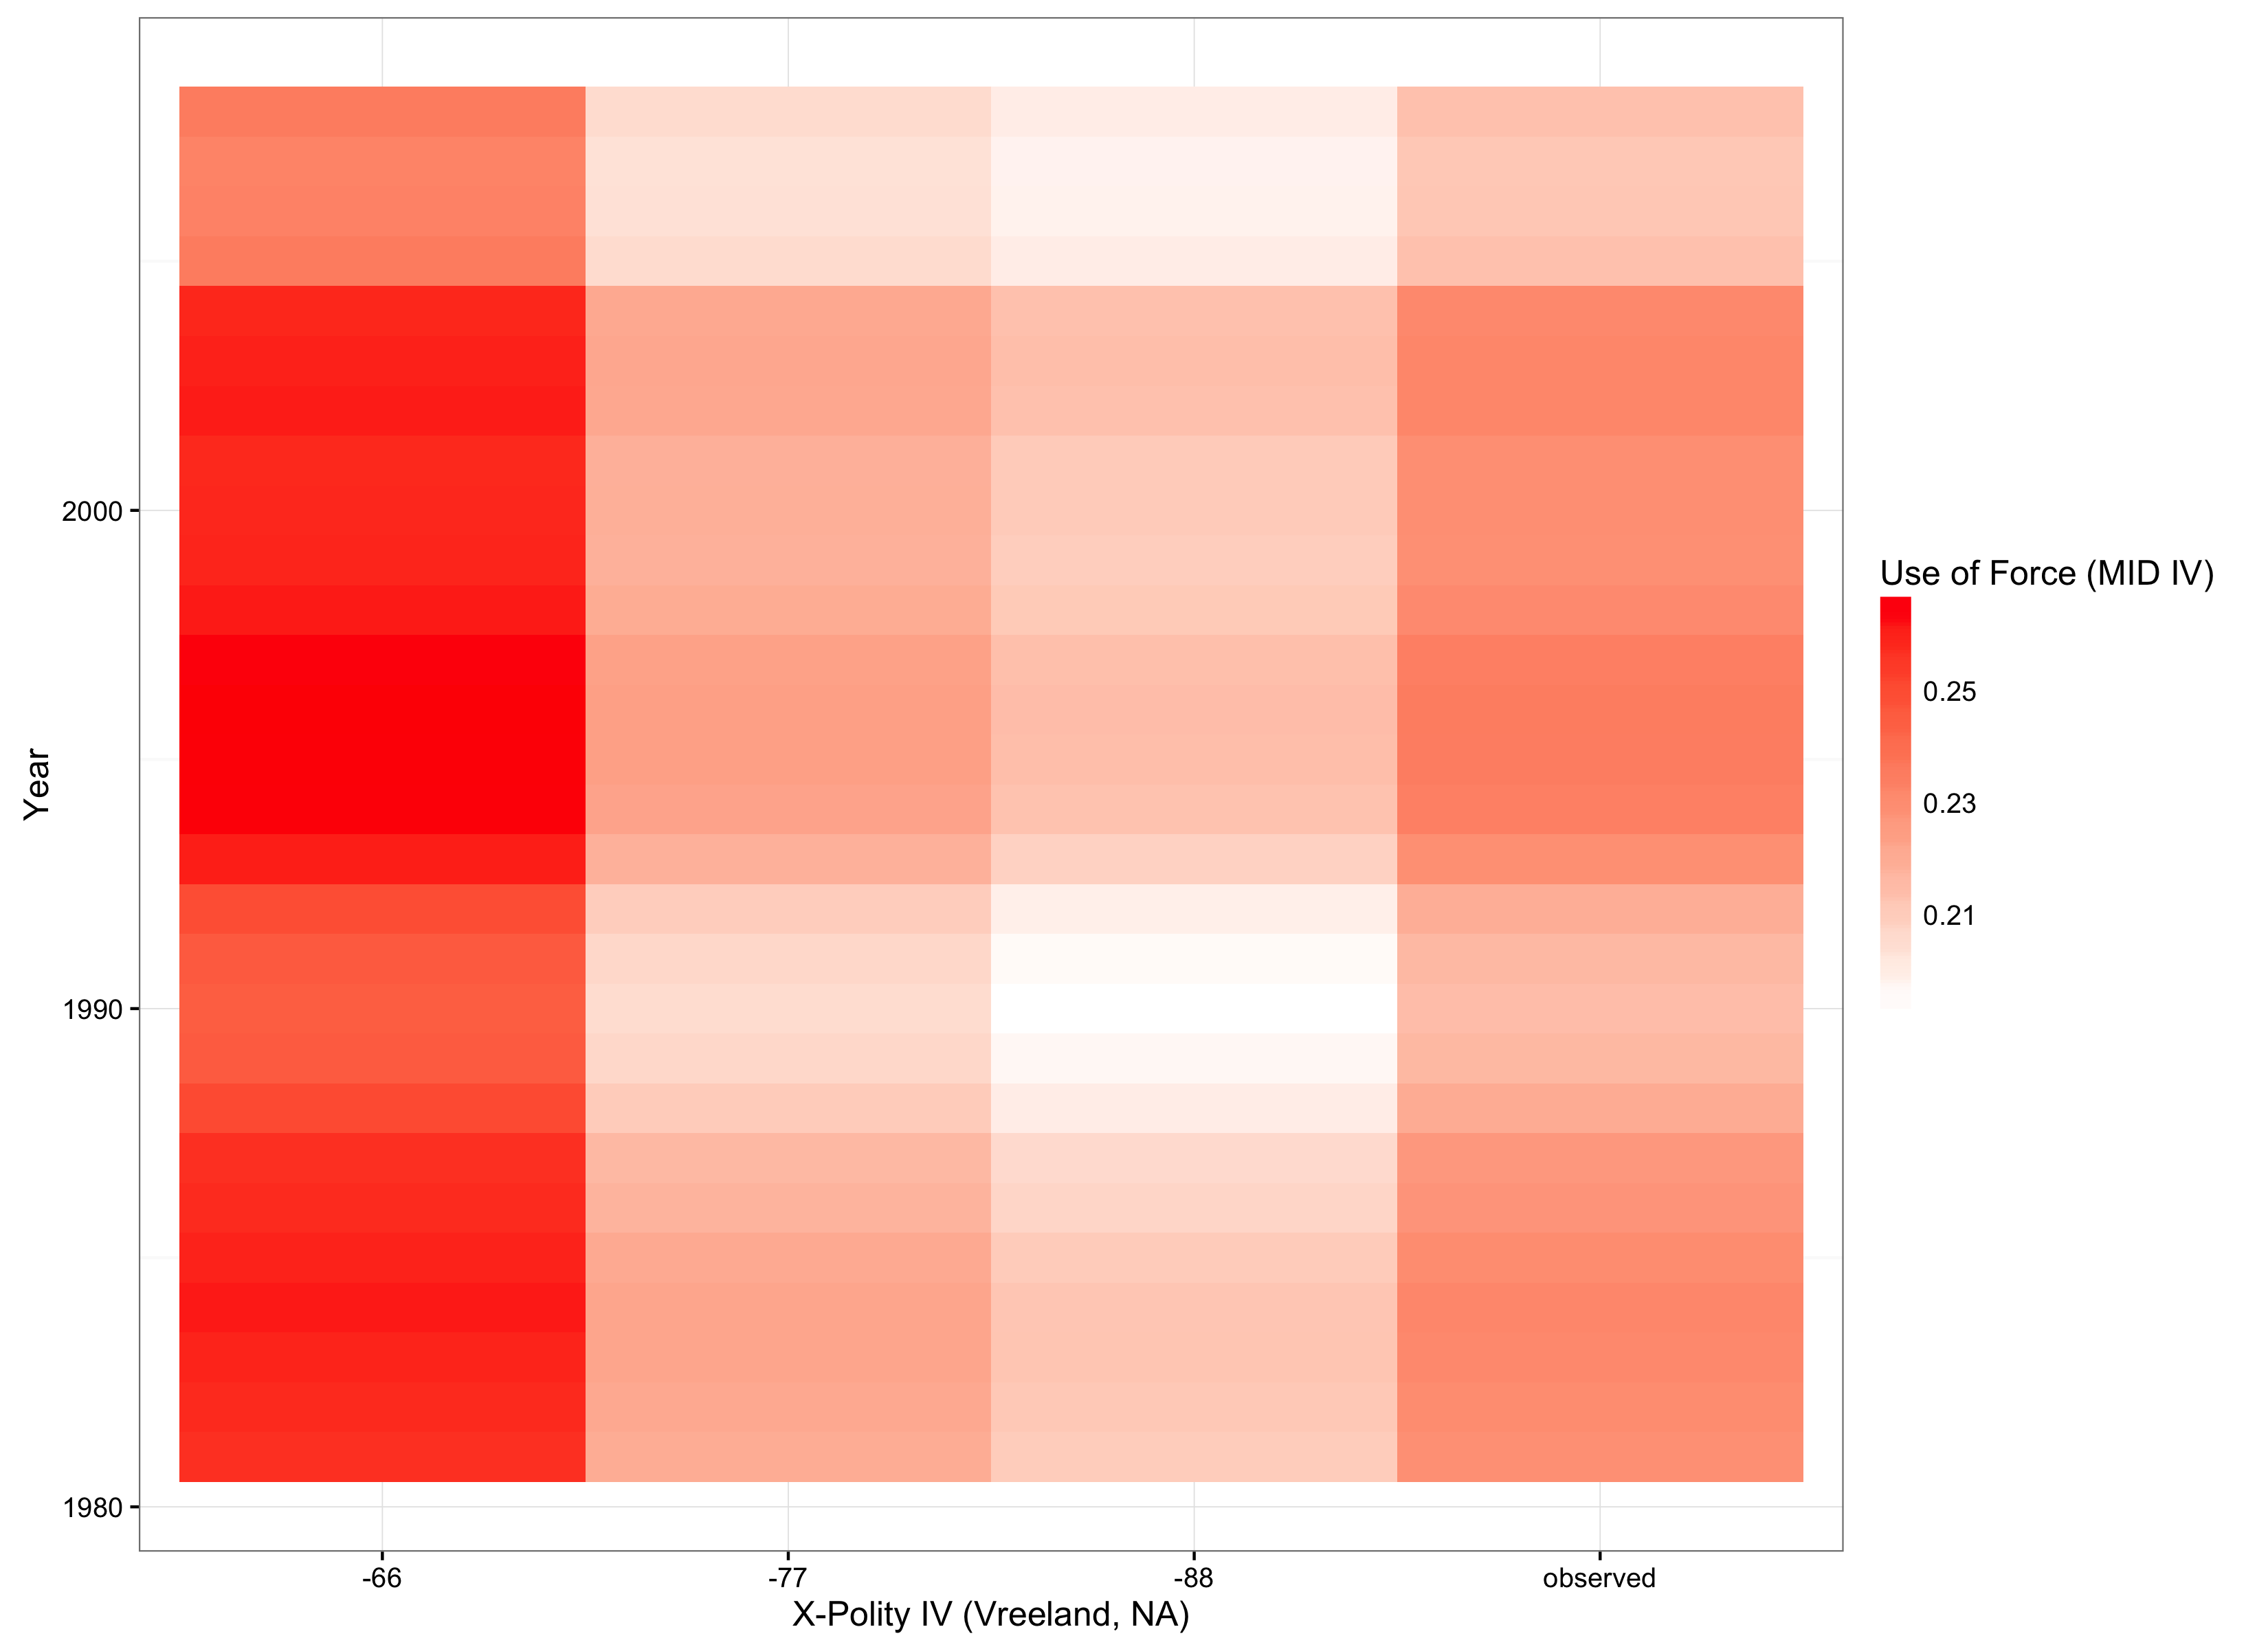 2000
1990
1980
Year
-66
-77
-88
observed
X-Polity IV (Vreeland, NA)
Use of Force (MID IV)
0.25
0.23
0.21